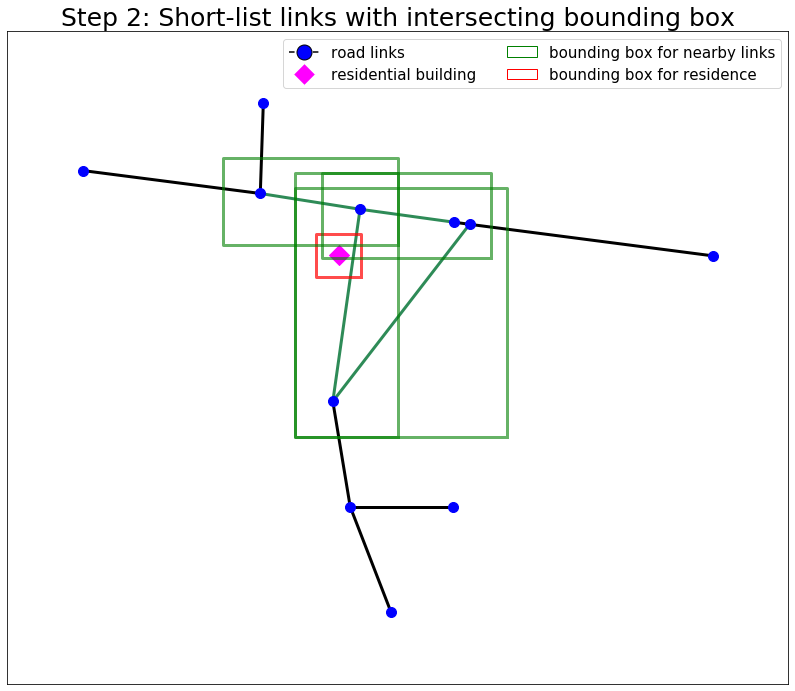 Step 2: Short-list links with intersecting bounding box
road links
residential building
bounding box for nearby links
bounding box for residence